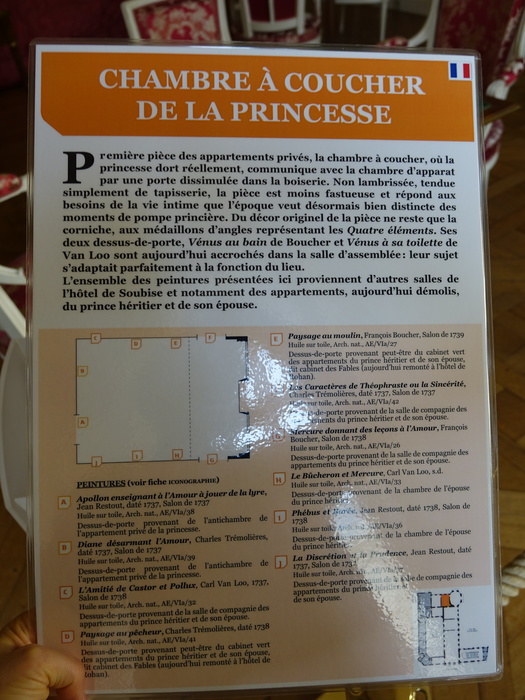 CHAMBRE À COUCHER
DE LA PRINCESSE
Première pièce des appartements privés, la chambre à coucher, où la
princesse dort réellement, communique avec la chambre d'apparat
par une porte dissimulée dans la boiserie. Non lambrissée, tendue
simplement de tapisserie, la pièce est moins fastueuse et répond aux
besoins de la vie intime que l'époque veut désormais bien distincte des
moments de pompe princière. Du décor originel de la pièce ne reste que la
corniche, aux médaillons d'angles représentant les Quatre éléments. Ses
deux dessus-de-porte, Vénus au bain de Boucher et Vénus à sa toilette de
Van Loo sont aujourd'hui accrochés dans la salle d'assemblée : leur sujet
s'adaptait parfaitement à la fonction du lieu.
L'ensemble des peintures présentées ici proviennent d'autres salles de
l'hôtel de Soubise et notamment des appartements, aujourd'hui démolis,
du prince héritier et de son épouse.
C D E F
B
A
J I H G
PEINTURES (voir fiche ICONOGRAPHIE)
A Apollon enseignant à l'Amour à jouer de la lyre,
Jean Restout, daté 1737, Salon de 1737
Huile sur toile, Arch. nat., AE/VIa/38
Dessus-de-porte provenant de l'antichambre de
l'appartement privé de la princesse.
B Diane désarmant l'Amour, Charles Trémolières,
daté 1737, Salon de 1737
Huile sur toile, Arch. nat., AE/VIa/39
Dessus-de-porte provenant de l'antichambre de
l'appartement privé de la princesse.
C L'Amitié de Castor et Pollux, Carl Van Loo, 1737,
Salon de 1738
Huile sur toile, Arch. nat., AE/VIa/32
Dessus-de-porte provenant de la salle de compagnie des
appartements du prince héritier et de son épouse.
D Paysage au pêcheur, Charles Trémolières, daté 1738
Huile sur toile, Arch. nat., AE/VIa/41
Dessus-de-porte provenant peut-être du cabinet vert
des appartements du prince héritier et de son épouse,
dit cabinet des Fables (aujourd'hui remonté à l'hôtel de
Rohan).
E Paysage au moulin, François Boucher, Salon de 1739
Huile sur toile, Arch. nat., AE/VIa/27
Dessus-de-porte provenant peut-être du cabinet vert
des appartements du prince héritier et de son épouse,
dit cabinet des Fables (aujourd'hui remonté à l'hôtel de
Rohan).
Les Caractères de Théophraste ou la Sincérité,
Charles Trémolières, daté 1737, Salon de 1737
Huile sur toile, Arch. nat., AE/VIa/42
Dessus-de-porte provenant de la salle de compagnie des
appartements du prince héritier et de son épouse.
Mercure donnant des leçons à l'Amour, François
Boucher, Salon de 1738
Huile sur toile, Arch. nat., AE/VIa/26
Dessus-de-porte provenant de la salle de compagnie des
appartements du prince héritier et de son épouse.
H Le Bûcheron et Mercure, Carl Van Loo, s.d.
Huile sur toile, Arch. nat., AE/VIa/33
Dessus-de-porte provenant de la chambre de l'épouse
du prince héritier.
I Phébus et Borée, Jean Restout, daté 1738, Salon de
1738
Huile sur toile, Arch. nat., AE/VIa/36
Dessus-de-porte provenant de la chambre de l'épouse
du prince héritier.
J La Discrétion et la Prudence, Jean Restout, daté
1737, Salon de 1737
Huile sur toile, Arch. nat., AE/VIa/37
Dessus-de-porte provenant de la salle de compagnie des
appartements du prince héritier et
de son épouse.